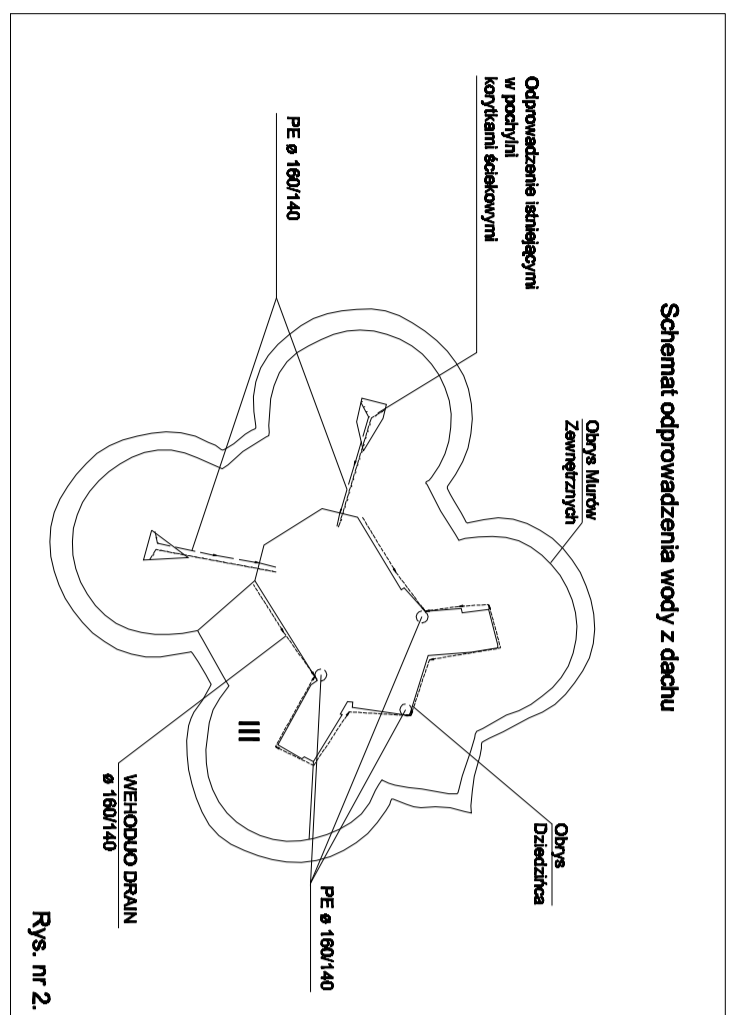 Schemat odprowadzenia wody z dachu
Odprowadzenie istniejącymi
w pochylni
korytkami ściekowymi
Obrys Murów
Zewnętrznych
Obrys
Dziedzińca
PE ø 160/140
PE ø 160/140
III
WEHODUO DRAIN
ø 160/140
Rys. nr 2.